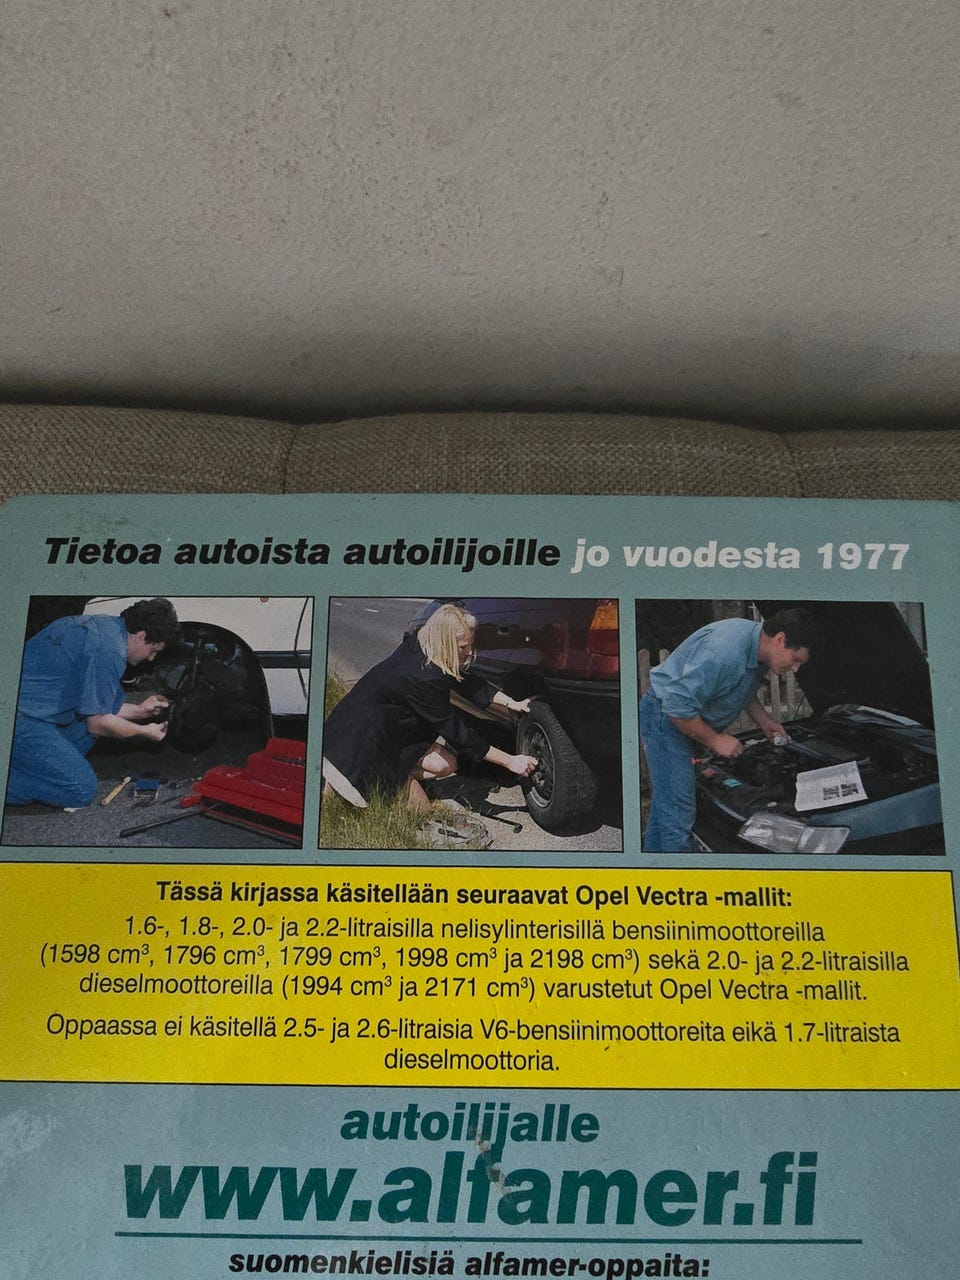 Tietoa autoista autoilijoille jo vuodesta 1977
Tässä kirjassa käsitellään seuraavat Opel Vectra -mallit:
1.6-, 1.8-, 2.0- ja 2.2-litraisilla nelisylinterisillä bensiinimoottoreilla
(1598 cm³, 1796 cm³, 1799 cm³, 1998 cm³ ja 2198 cm³) sekä 2.0- ja 2.2-litraisilla
dieselmoottoreilla (1994 cm³ ja 2171 cm³) varustetut Opel Vectra -mallit.
Oppaassa ei käsitellä 2.5- ja 2.6-litraisia V6-bensiinimoottoreita eikä 1.7-litraista
dieselmoottoria.
autoilijalle
www.alfamer.fi
suomenkielisiä alfamer-oppaita: